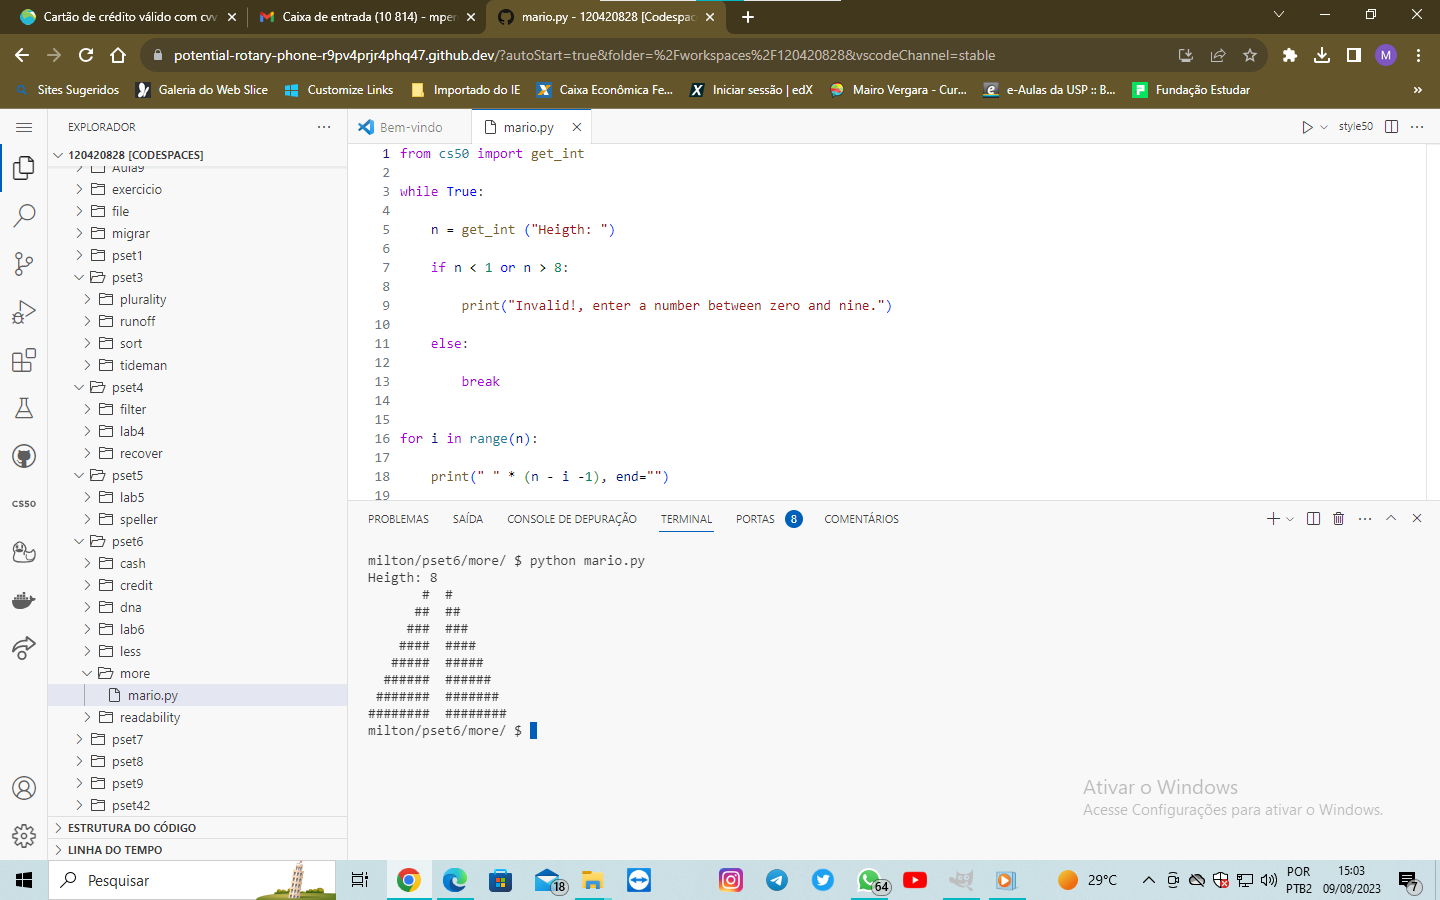 Cartão de crédito válido com cvv
Caixa de entrada (10 814) - mper
mario.py - 120420828 [Codespac
potential-rotary-phone-r9pv4prjr4phq47.github.dev/?autoStart=true&folder=%2Fworkspaces%2F120420828&vscodeChannel=stable
M
Sites Sugeridos
Galeria do Web Slice
Customize Links
Importado do IE
Caixa Econômica Fe...
Iniciar sessão | edX
Mairo Vergara - Cur...
e-Aulas da USP :: B...
Fundação Estudar
»
EXPLORADOR
Bem-vindo
mario.py
style50
120420828 [CODESPACES]
Aula9
exercicio
file
migrar
pset1
pset3
plurality
runoff
sort
tideman
pset4
filter
lab4
recover
pset5
lab5
speller
pset6
cash
credit
dna
lab6
less
more
mario.py
readability
pset7
pset8
pset9
pset42
ESTRUTURA DO CÓDIGO
LINHA DO TEMPO
CS50
1 from cs50 import get_int
2
3 while True:
4
5     n = get_int ("Heigth: ")
6
7     if n < 1 or n > 8:
8
9         print("Invalid!, enter a number between zero and nine.")
10
11     else:
12
13         break
14
15
16 for i in range(n):
17
18     print(" " * (n - i -1), end="")
19
PROBLEMAS
SAÍDA
CONSOLE DE DEPURAÇÃO
TERMINAL
PORTAS 8
COMENTÁRIOS
milton/pset6/more/ $ python mario.py
Heigth: 8
       #  #
      ##  ##
     ###  ###
    ####  ####
   #####  #####
  ######  ######
 #######  #######
########  ########
milton/pset6/more/ $
Ativar o Windows
Acesse Configurações para ativar o Windows.
Pesquisar
18
64
29°C
POR
PTB2
15:03
09/08/2023
7